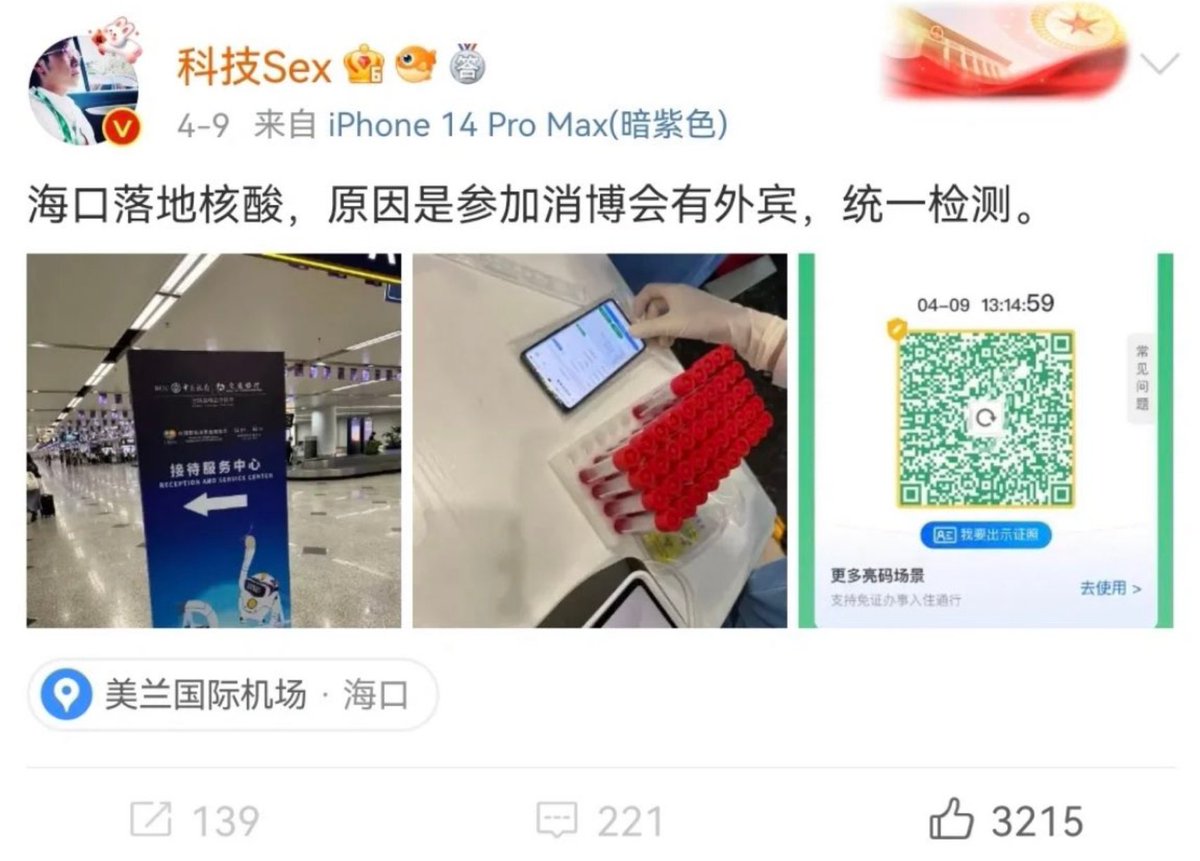 科技Sex
4-9 来自 iPhone 14 Pro Max(暗紫色)
海口落地核酸，原因是参加消博会有外宾，统一检测。
接待服务中心
RECEPTION AND SERVICE CENTER
04-09 13:14:59
常见问题
我要出示证照
更多亮码场景
支持免证办事入住通行
去使用 >
美兰国际机场 · 海口
139
221
3215